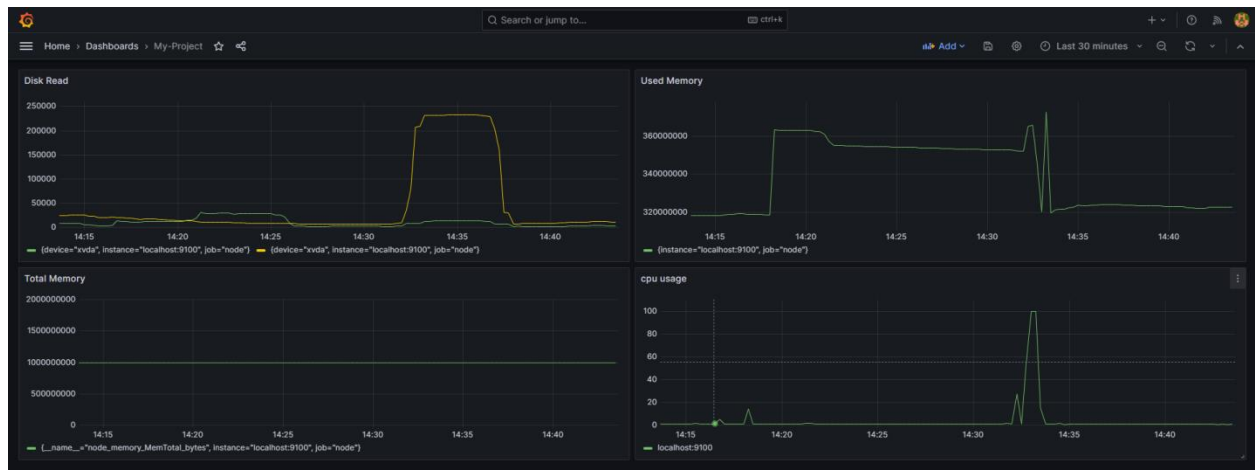 Search or jump to... ctrl+k
Home › Dashboards › My-Project Add Last 30 minutes
Disk Read
250000
200000
150000
100000
50000
0
14:15 14:20 14:25 14:30 14:35 14:40
{device="xvda", instance="localhost:9100", job="node"} {device="xvda", instance="localhost:9100", job="node"}
Used Memory
360000000
340000000
320000000
14:15 14:20 14:25 14:30 14:35 14:40
{instance="localhost:9100", job="node"}
Total Memory
2000000000
1500000000
1000000000
500000000
0
14:15 14:20 14:25 14:30 14:35 14:40
{__name__="node_memory_MemTotal_bytes", instance="localhost:9100", job="node"}
cpu usage
100
80
60
40
20
0
14:15 14:20 14:25 14:30 14:35 14:40
localhost:9100